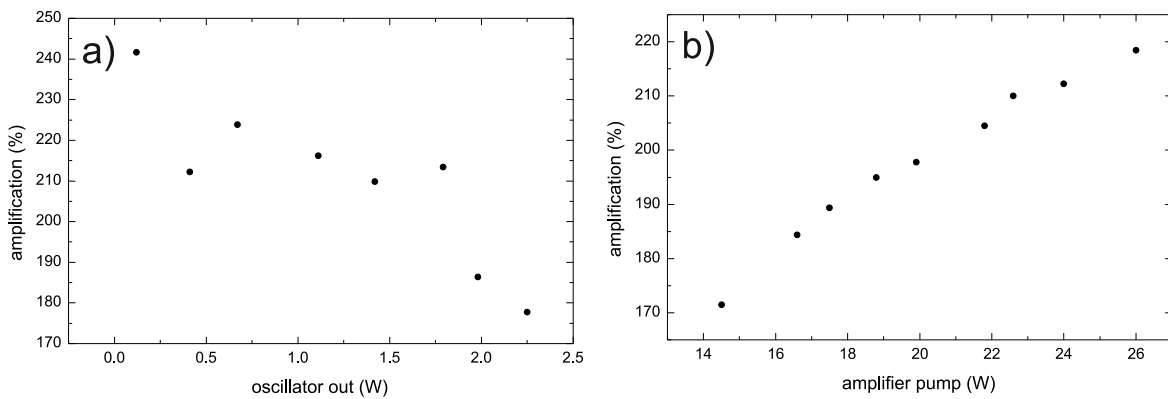 a)
250
240
230
220
210
200
190
180
170
amplification (%)
0.0 0.5 1.0 1.5 2.0 2.5
oscillator out (W)
b)
220
210
200
190
180
170
amplification (%)
14 16 18 20 22 24 26
amplifier pump (W)